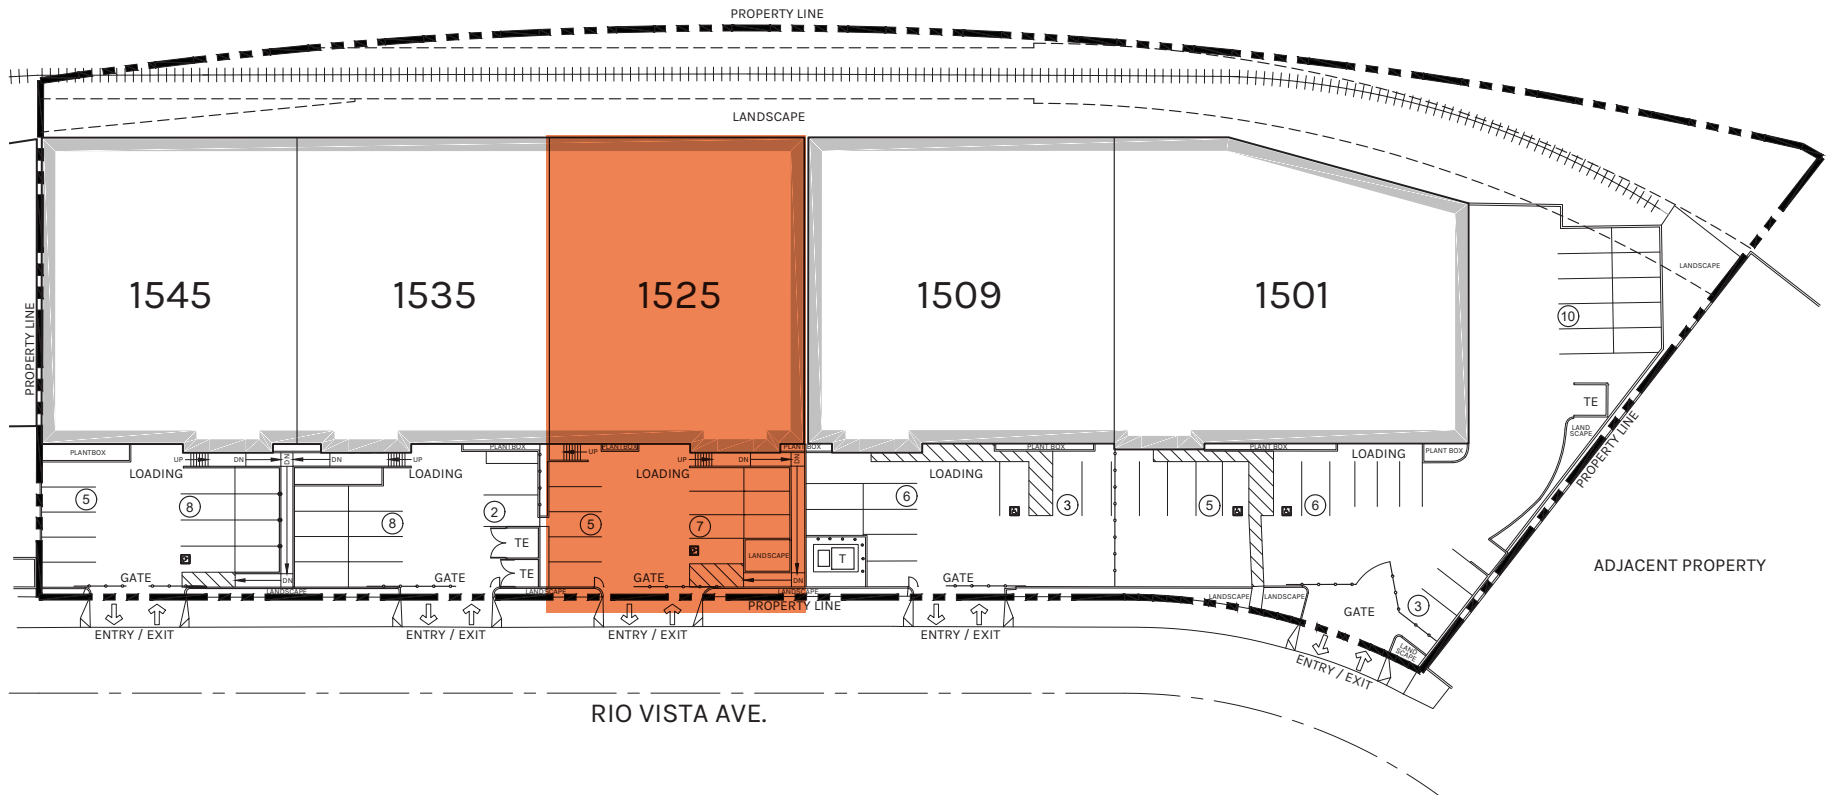 PROPERTY LINE
LANDSCAPE
1545
1535
1525
1509
1501
LANDSCAPE
10
PROPERTY LINE
TE
LAND
SCAPE
PROPERTY LINE
PLANTBOX
PLANTBOX
PLANTBOX
PLANT BOX
PLANT BOX
PLANT BOX
PLANT BOX
UP
DN
DN
DN
UP
UP
UP
DN
DN
LOADING
LOADING
LOADING
LOADING
LOADING
5
8
8
2
5
7
6
3
5
6
TE
TE
LANDSCAPE
T
ADJACENT PROPERTY
GATE
DN
GATE
GATE
DN
GATE
GATE
3
LANDSCAPE
LANDSCAPE
LANDSCAPE
LANDSCAPE
LANDSCAPE
PROPERTY LINE
LAND
SCAPE
ENTRY / EXIT
ENTRY / EXIT
ENTRY / EXIT
ENTRY / EXIT
ENTRY / EXIT
RIO VISTA AVE.